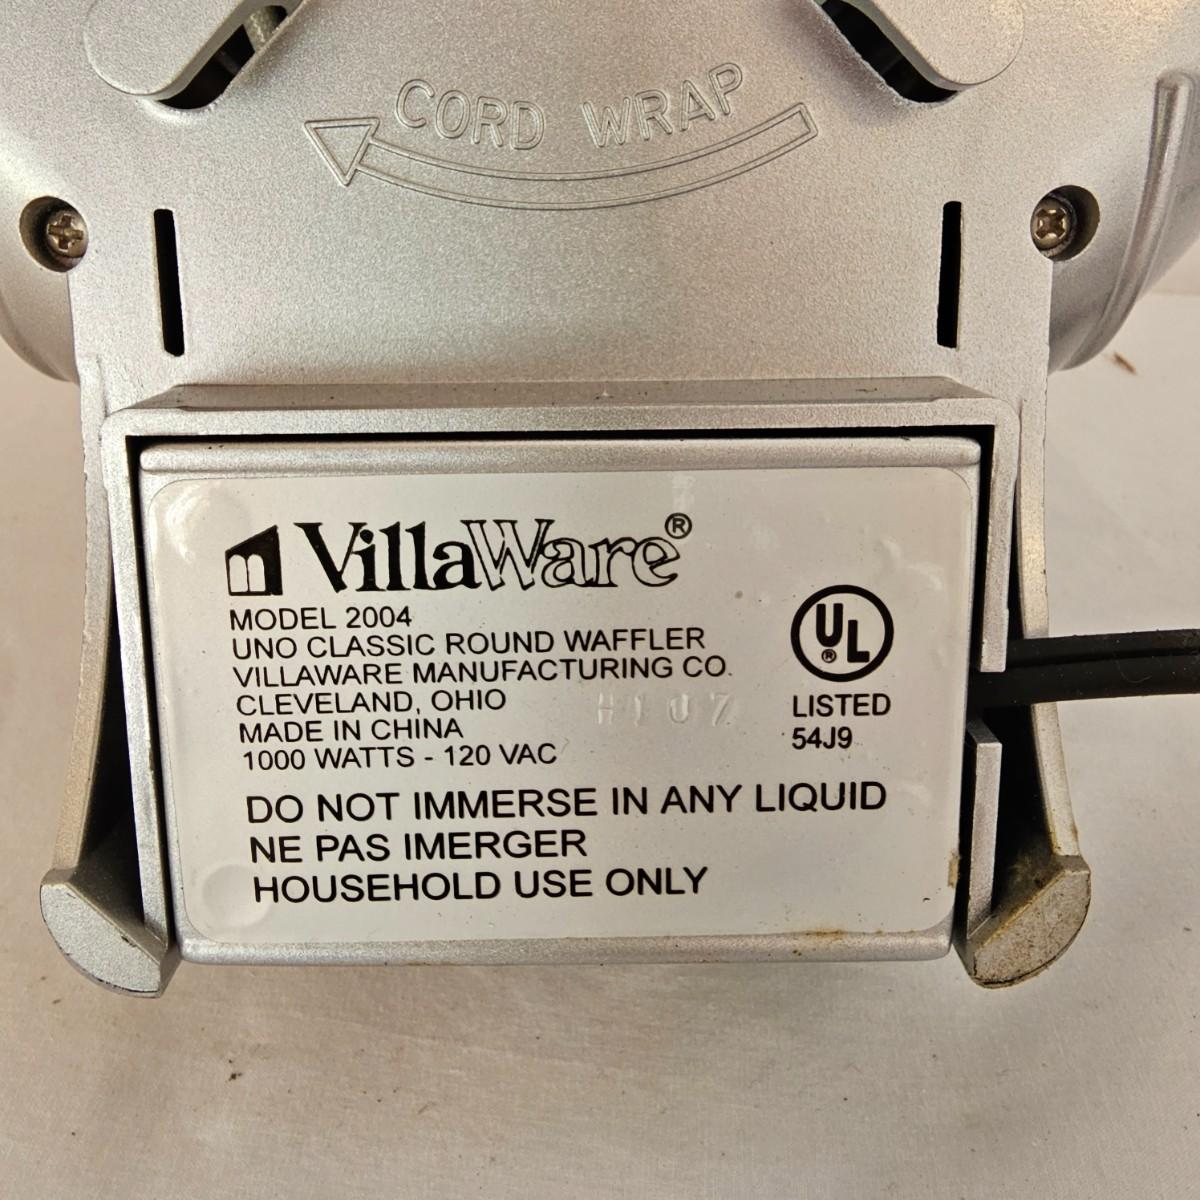 CORD WRAP
VillaWare®
MODEL 2004
UNO CLASSIC ROUND WAFFLER
VILLAWARE MANUFACTURING CO.
CLEVELAND, OHIO
H107
MADE IN CHINA
1000 WATTS - 120 VAC
UL®
LISTED
54J9
DO NOT IMMERSE IN ANY LIQUID
NE PAS IMERGER
HOUSEHOLD USE ONLY